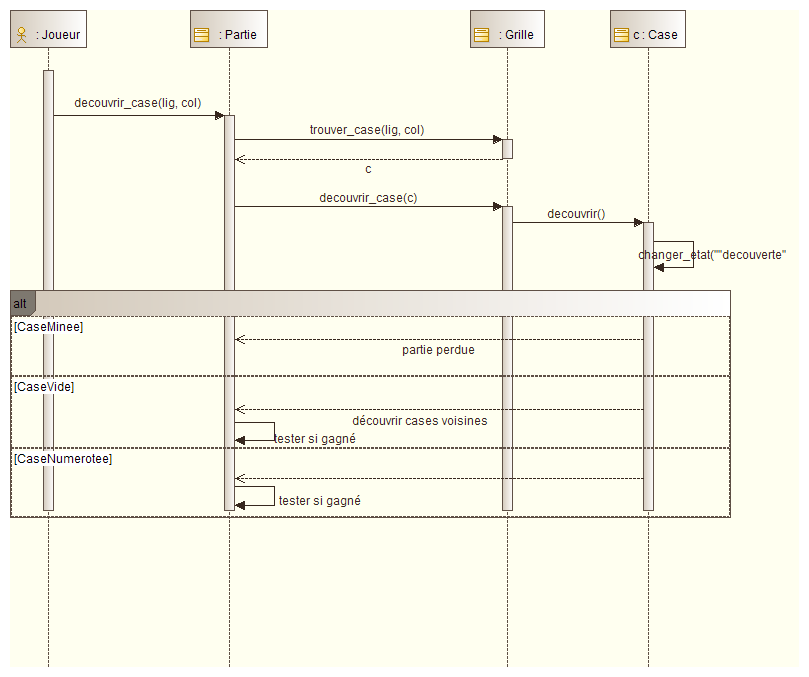 : Joueur
: Partie
: Grille
c : Case
decouvrir_case(lig, col)
trouver_case(lig, col)
c
decouvrir_case(c)
decouvrir()
changer_etat(""decouverte"
alt
[CaseMinee]
partie perdue
[CaseVide]
découvrir cases voisines
tester si gagné
[CaseNumerotee]
tester si gagné